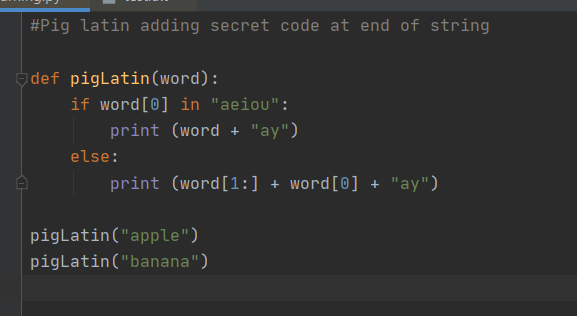 #Pig latin adding secret code at end of string
def pigLatin(word):
    if word[0] in "aeiou":
        print (word + "ay")
    else:
        print (word[1:] + word[0] + "ay")
pigLatin("apple")
pigLatin("banana")